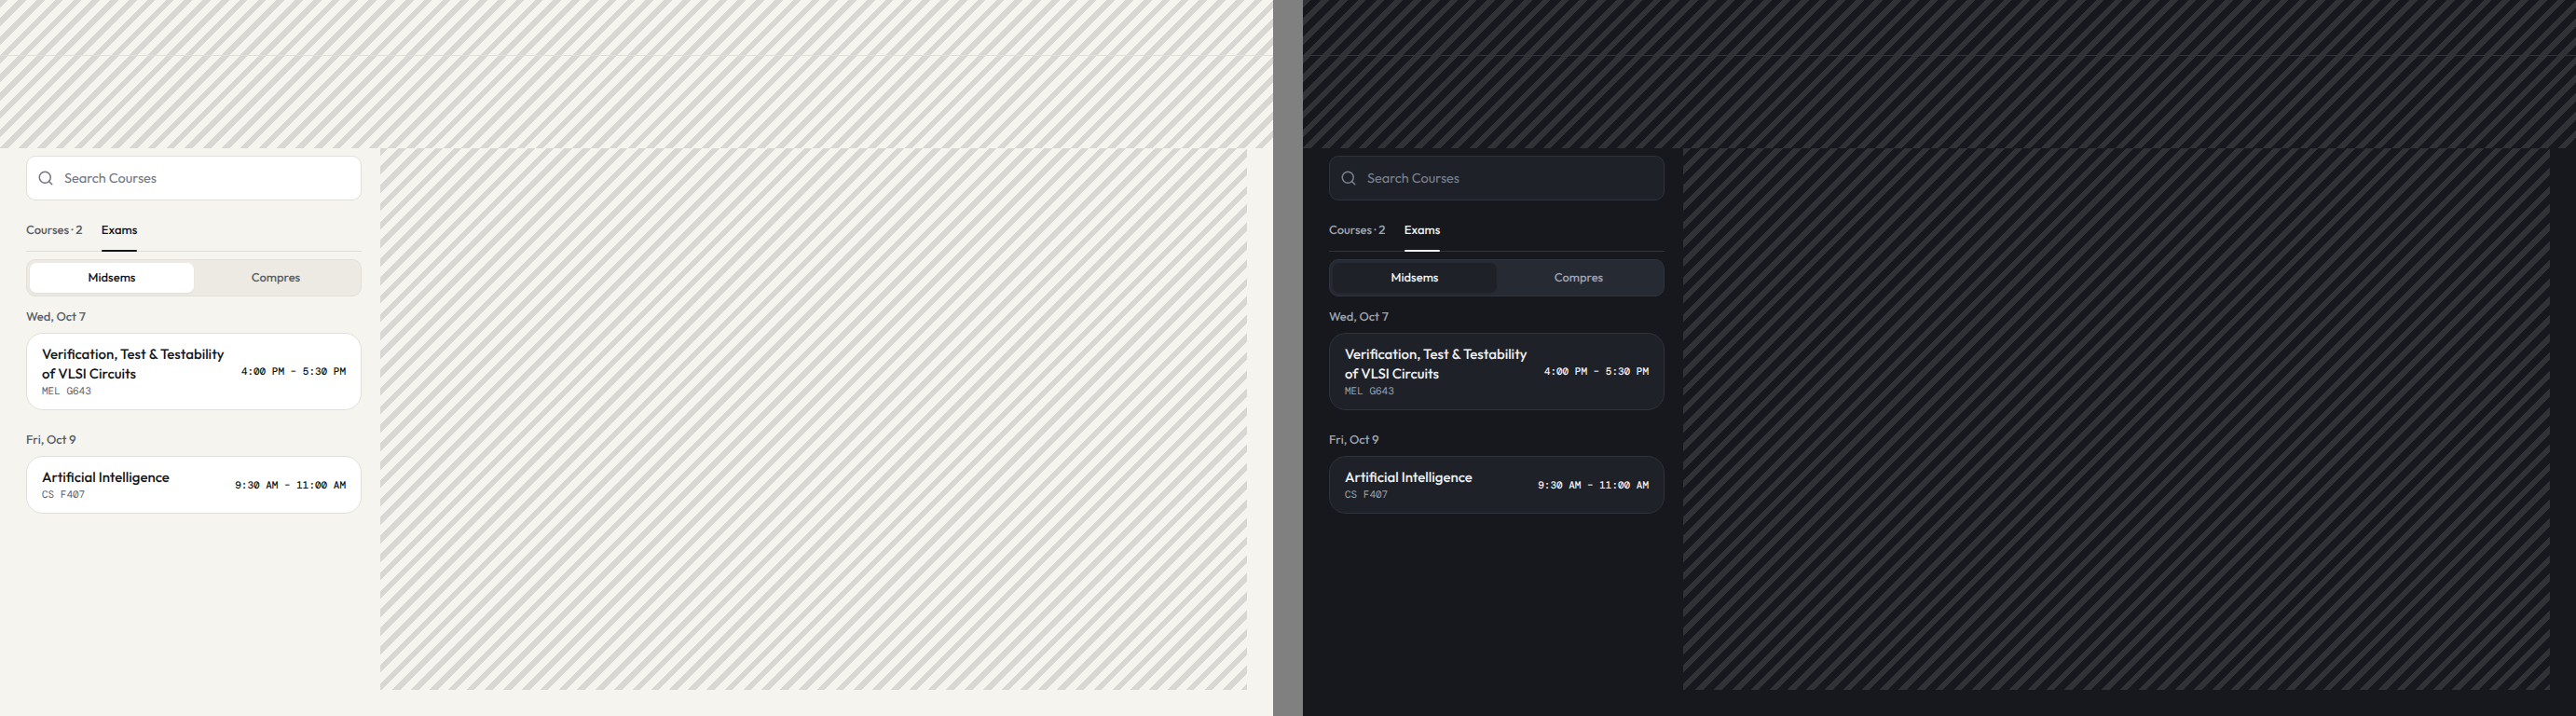 Search Courses
Courses · 2 Exams
Midsems Compres
Wed, Oct 7
Verification, Test & Testability
of VLSI Circuits
4:00 PM – 5:30 PM
MEL G643
Fri, Oct 9
Artificial Intelligence
9:30 AM – 11:00 AM
CS F407
Search Courses
Courses · 2 Exams
Midsems Compres
Wed, Oct 7
Verification, Test & Testability
of VLSI Circuits
4:00 PM – 5:30 PM
MEL G643
Fri, Oct 9
Artificial Intelligence
9:30 AM – 11:00 AM
CS F407